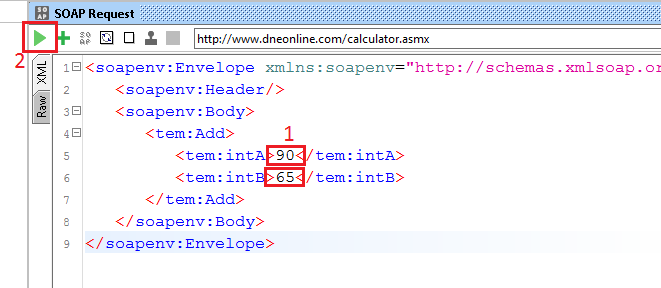 SOAP Request
http://www.dneonline.com/calculator.asmx
2
XML
Raw
1 <soapenv:Envelope xmlns:soapenv="http://schemas.xmlsoap.or
2 <soapenv:Header/>
3 <soapenv:Body>
4 <tem:Add>
1
5 <tem:intA>90</tem:intA>
6 <tem:intB>65</tem:intB>
7 </tem:Add>
8 </soapenv:Body>
9 </soapenv:Envelope>